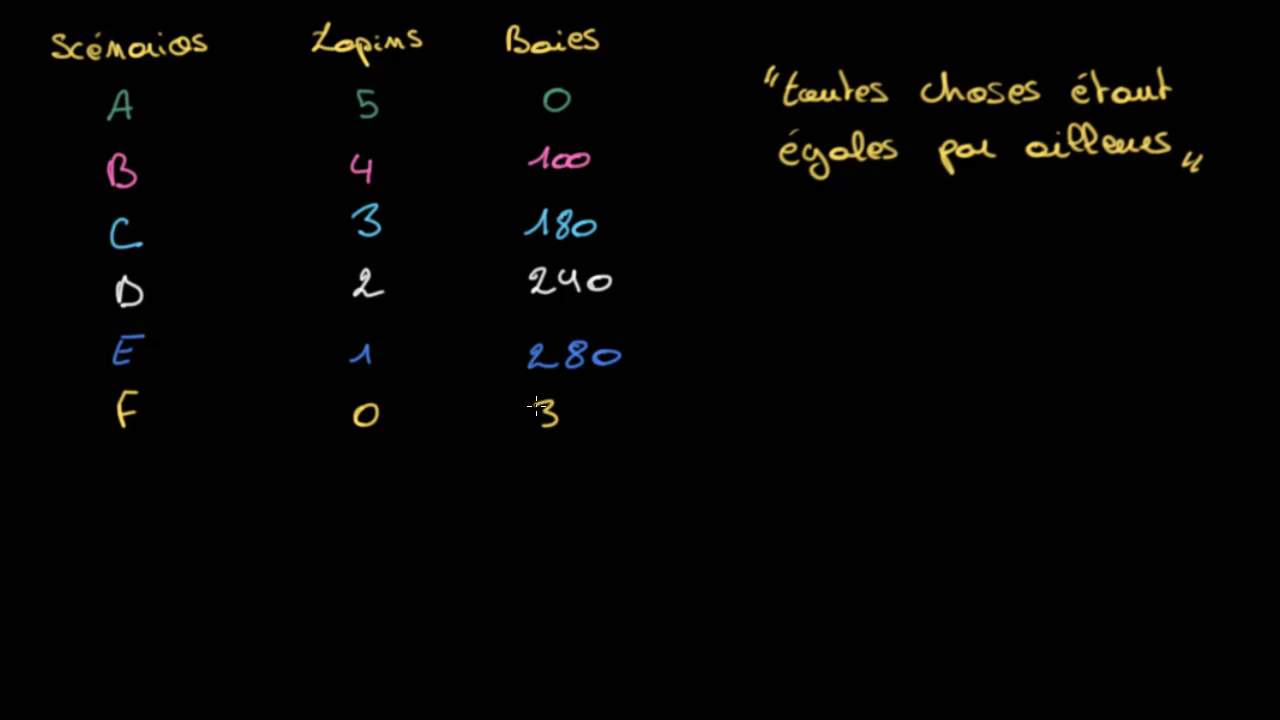 Scénarios Lapins Baies
A 5 0
B 4 100
C 3 180
D 2 240
E 1 280
F 0 3
"toutes choses étant
égales par ailleurs"